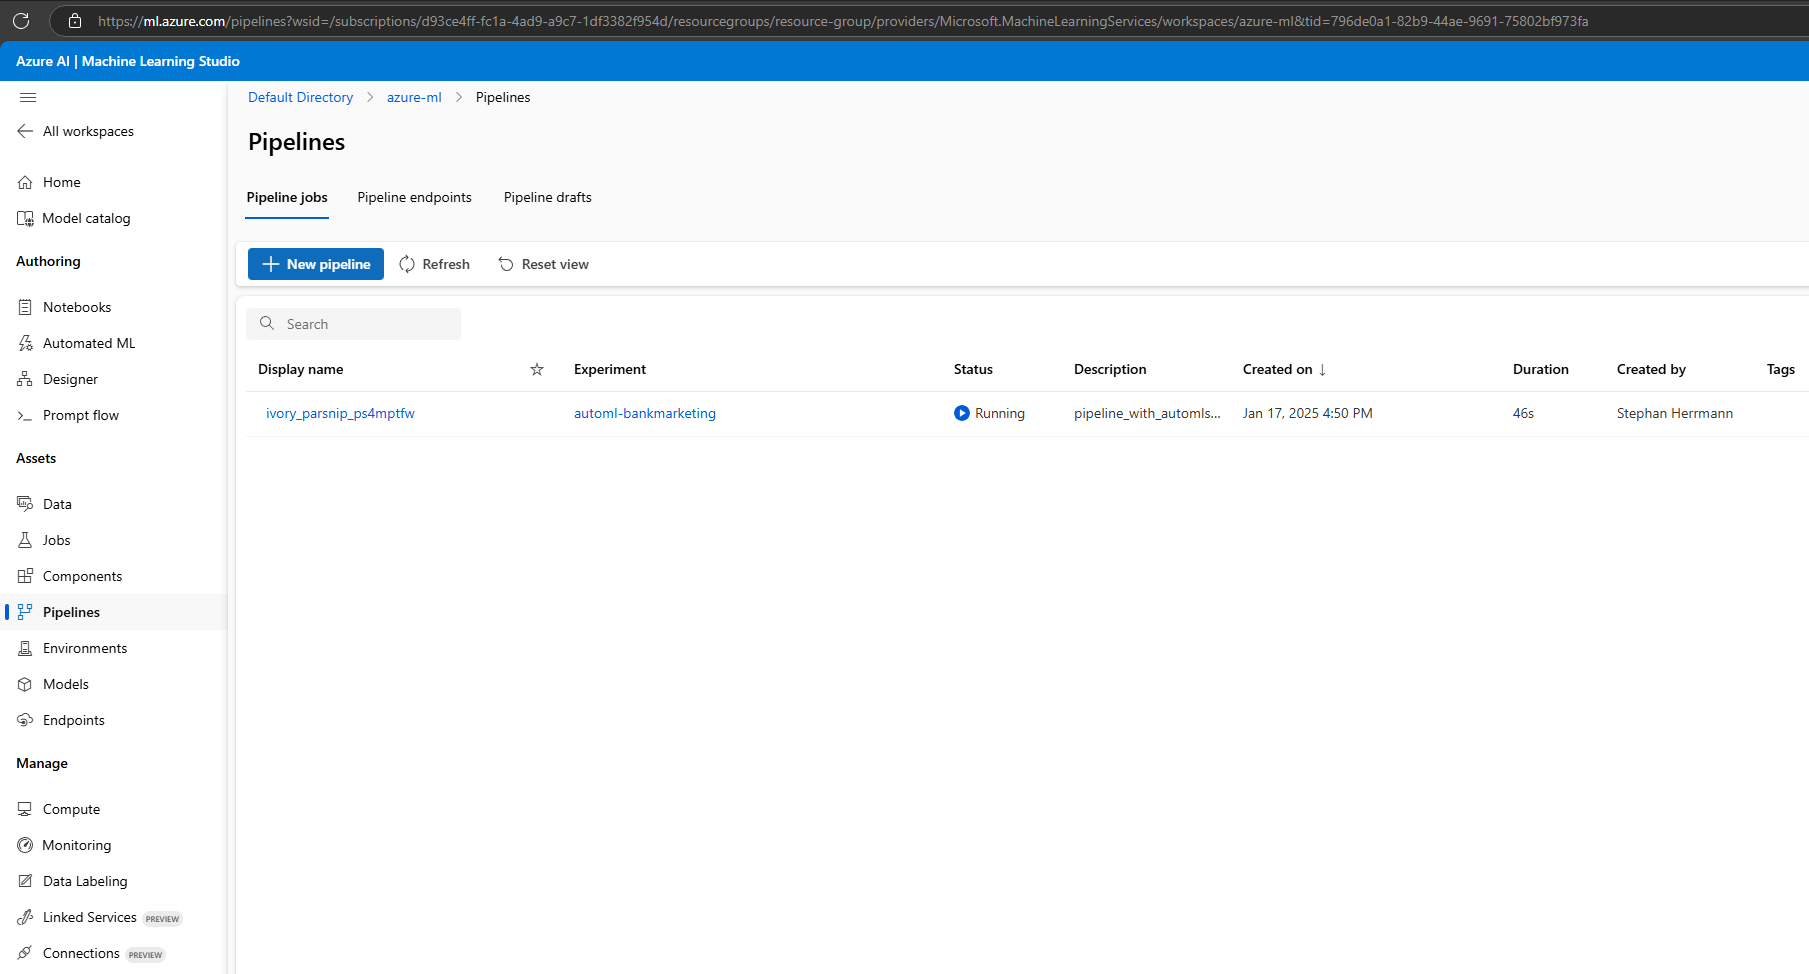 https://ml.azure.com/pipelines?wsid=/subscriptions/d93ce4ff-fc1a-4ad9-a9c7-1df3382f954d/resourcegroups/resource-group/providers/Microsoft.MachineLearningServices/workspaces/azure-ml&tid=796de0a1-82b9-44ae-9691-75802bf973fa
Azure AI | Machine Learning Studio
All workspaces
Home
Model catalog
Authoring
Notebooks
Automated ML
Designer
Prompt flow
Assets
Data
Jobs
Components
Pipelines
Environments
Models
Endpoints
Manage
Compute
Monitoring
Data Labeling
Linked Services PREVIEW
Connections PREVIEW
Default Directory > azure-ml > Pipelines
Pipelines
Pipeline jobs Pipeline endpoints Pipeline drafts
New pipeline Refresh Reset view
Search
Display name Experiment Status Description Created on ↓ Duration Created by Tags
ivory_parsnip_ps4mptfw automl-bankmarketing Running pipeline_with_automls... Jan 17, 2025 4:50 PM 46s Stephan Herrmann